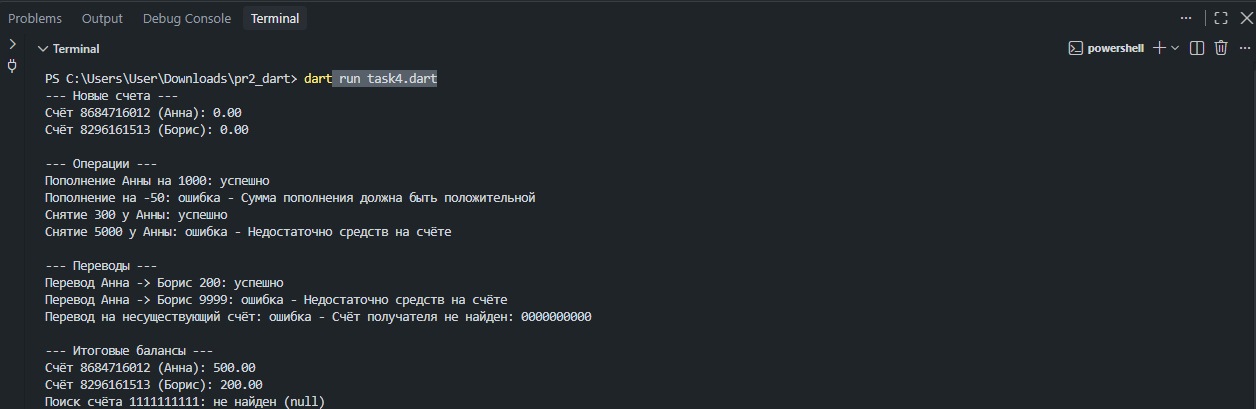 Problems Output Debug Console Terminal
Terminal
powershell
PS C:\Users\User\Downloads\pr2_dart> dart run task4.dart
--- Новые счета ---
Счёт 8684716012 (Анна): 0.00
Счёт 8296161513 (Борис): 0.00
--- Операции ---
Пополнение Анны на 1000: успешно
Пополнение на -50: ошибка - Сумма пополнения должна быть положительной
Снятие 300 у Анны: успешно
Снятие 5000 у Анны: ошибка - Недостаточно средств на счёте
--- Переводы ---
Перевод Анна -> Борис 200: успешно
Перевод Анна -> Борис 9999: ошибка - Недостаточно средств на счёте
Перевод на несуществующий счёт: ошибка - Счёт получателя не найден: 0000000000
--- Итоговые балансы ---
Счёт 8684716012 (Анна): 500.00
Счёт 8296161513 (Борис): 200.00
Поиск счёта 1111111111: не найден (null)